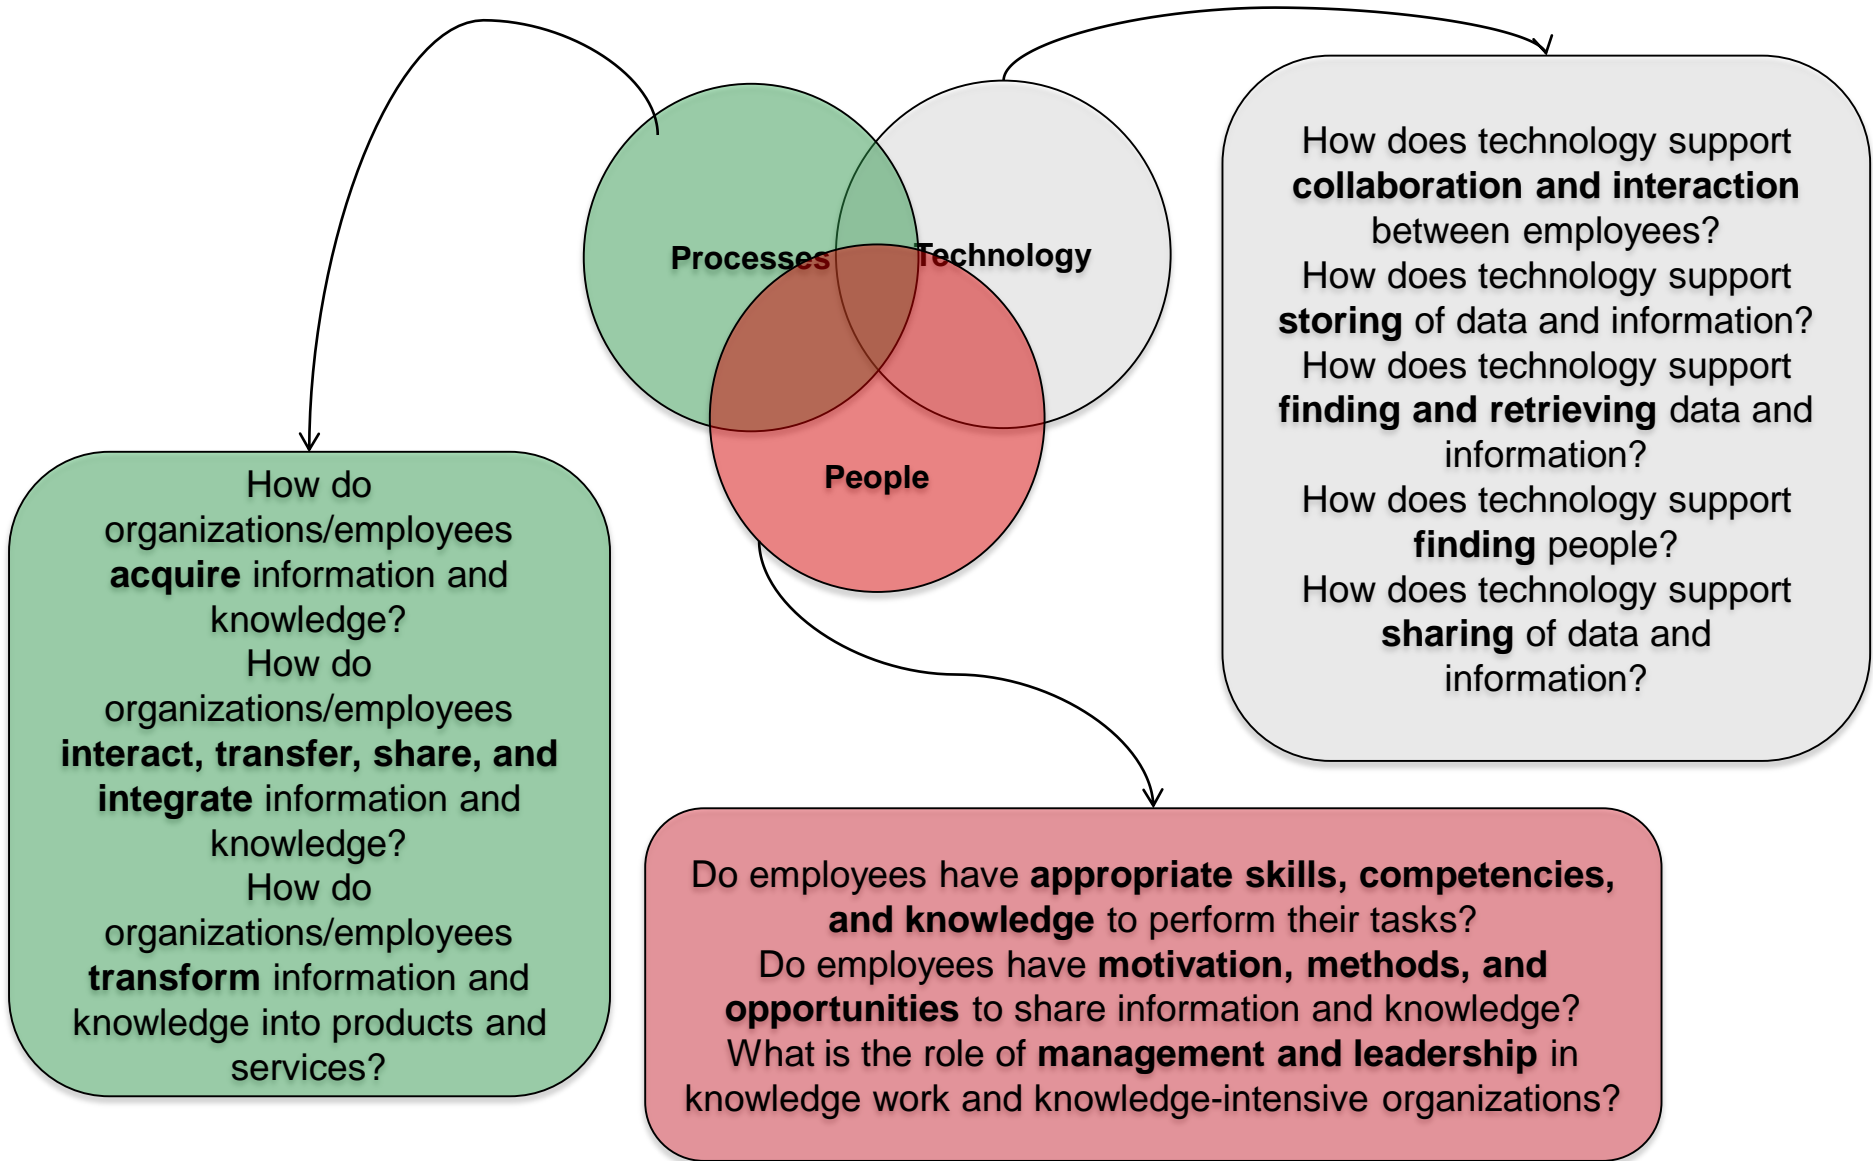 Processes
Technology
People
How does technology support
collaboration and interaction
between employees?
How does technology support
storing of data and information?
How does technology support
finding and retrieving data and
information?
How does technology support
finding people?
How does technology support
sharing of data and
information?
How do
organizations/employees
acquire information and
knowledge?
How do
organizations/employees
interact, transfer, share, and
integrate information and
knowledge?
How do
organizations/employees
transform information and
knowledge into products and
services?
Do employees have appropriate skills, competencies,
and knowledge to perform their tasks?
Do employees have motivation, methods, and
opportunities to share information and knowledge?
What is the role of management and leadership in
knowledge work and knowledge-intensive organizations?